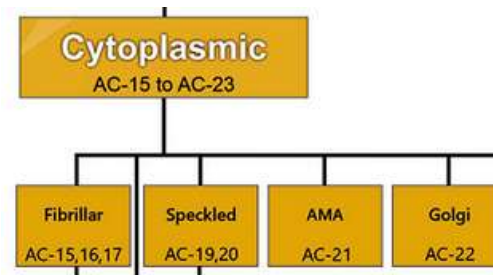 Cytoplasmic
AC-15 to AC-23
Fibrillar
AC-15,16,17
Speckled
AC-19,20
AMA
AC-21
Golgi
AC-22